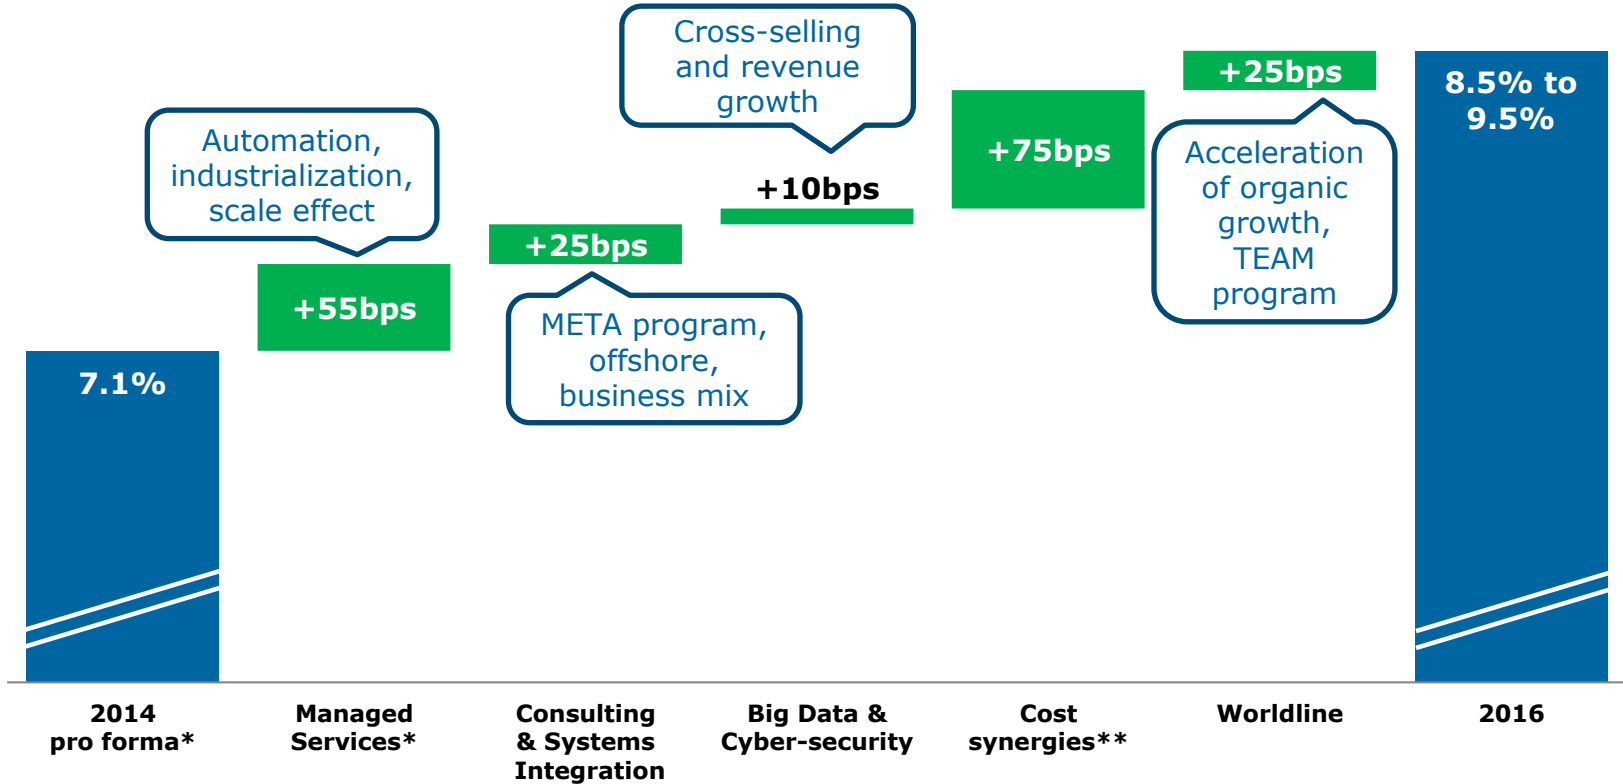 Cross-selling
and revenue
growth
+25bps
8.5% to
9.5%
Automation,
industrialization,
scale effect
+75bps
Acceleration
of organic
growth,
TEAM
program
+10bps
+25bps
+55bps
META program,
offshore,
business mix
7.1%
2014
pro forma*
Managed
Services*
Consulting
& Systems
Integration
Big Data &
Cyber-security
Cost
synergies**
Worldline
2016